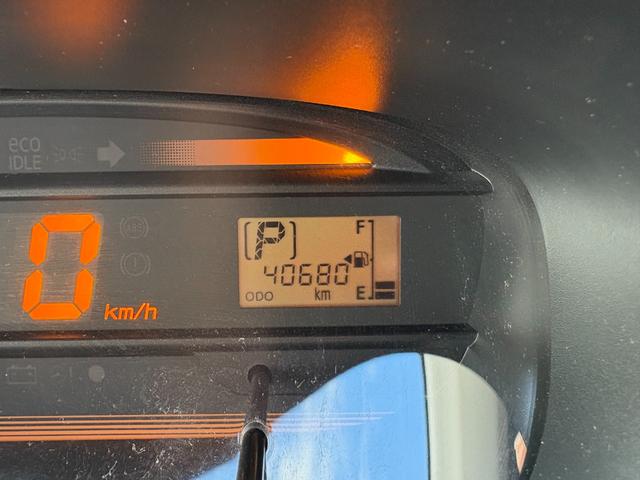 eco
IDLE
0 km/h
P
F
40680
ODO km E